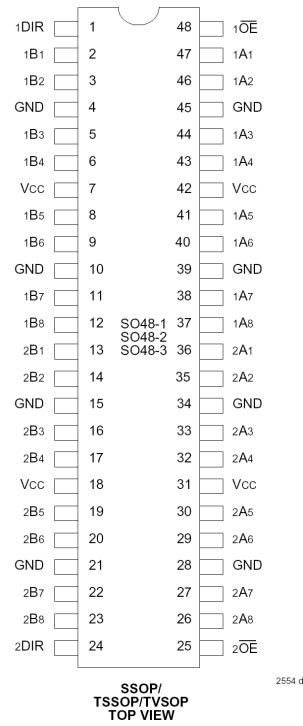 1DIR 1 48 1OE
1B1 2 47 1A1
1B2 3 46 1A2
GND 4 45 GND
1B3 5 44 1A3
1B4 6 43 1A4
VCC 7 42 VCC
1B5 8 41 1A5
1B6 9 40 1A6
GND 10 39 GND
1B7 11 38 1A7
1B8 12 SO48-1 37 1A8
SO48-2
2B1 13 SO48-3 36 2A1
2B2 14 35 2A2
GND 15 34 GND
2B3 16 33 2A3
2B4 17 32 2A4
VCC 18 31 VCC
2B5 19 30 2A5
2B6 20 29 2A6
GND 21 28 GND
2B7 22 27 2A7
2B8 23 26 2A8
2DIR 24 25 2OE
2554 d
SSOP/
TSSOP/TVSOP
TOP VIEW